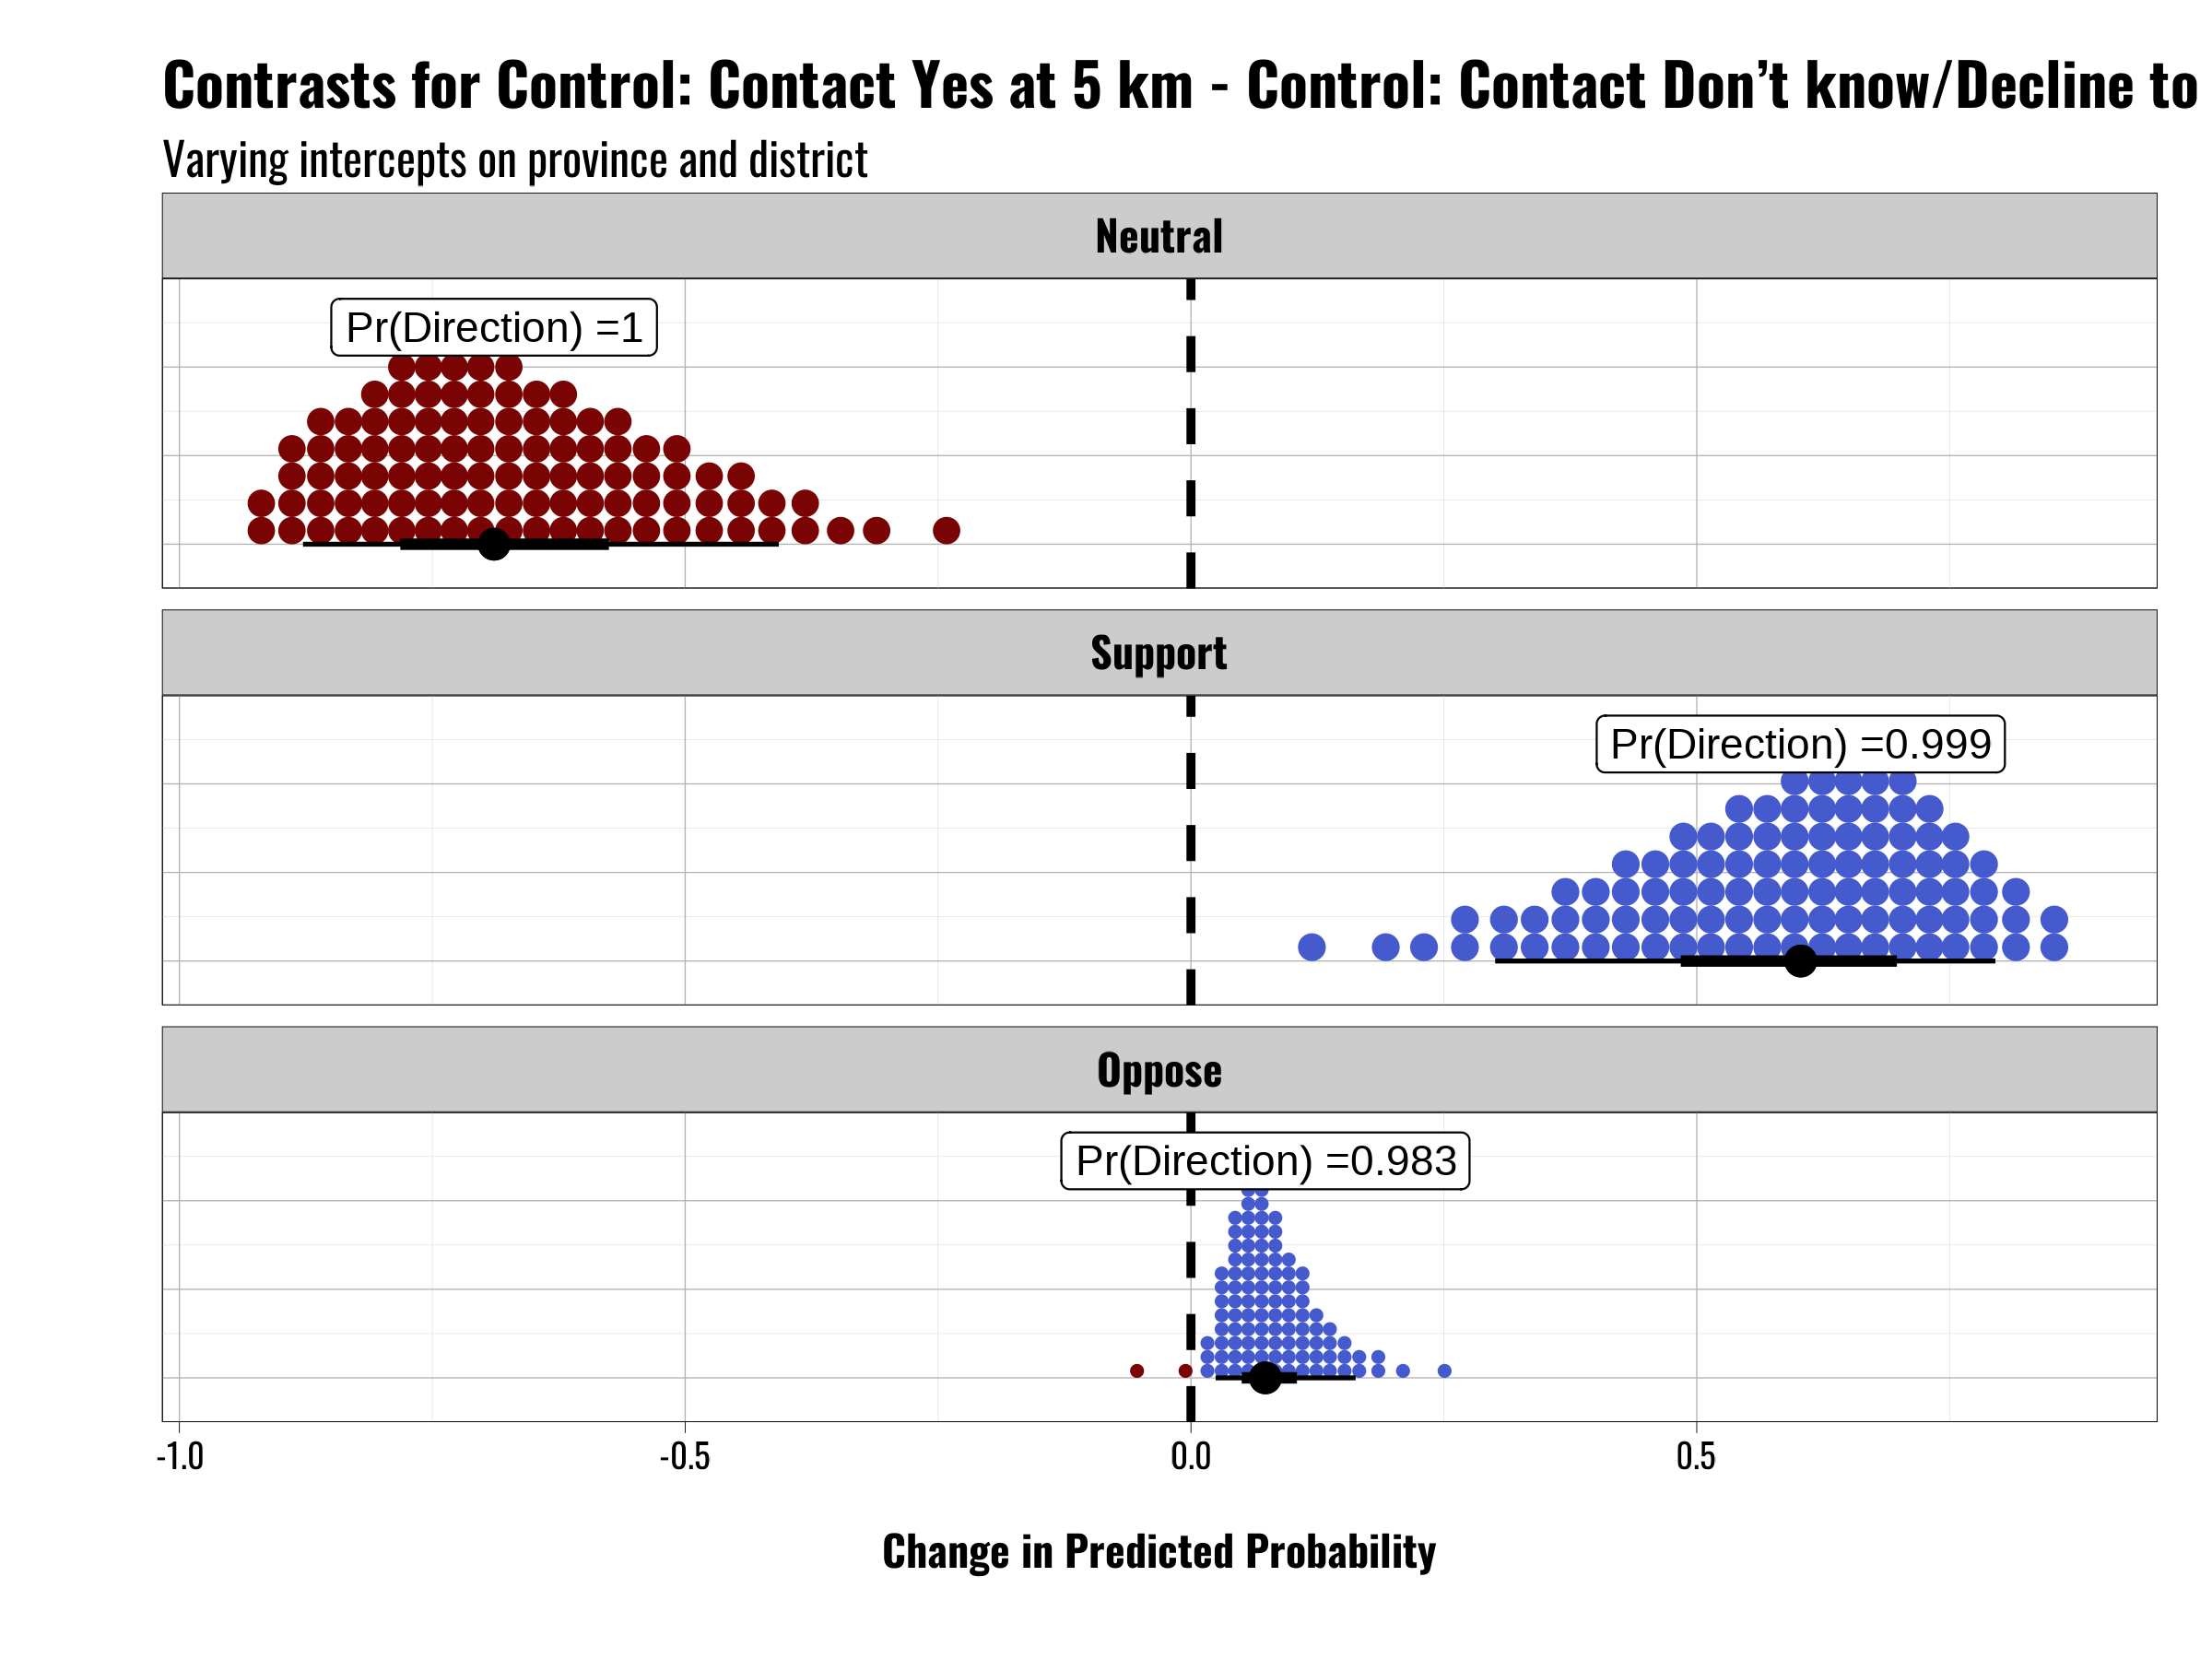 Contrasts for Control: Contact Yes at 5 km - Control: Contact Don’t know/Decline to
Varying intercepts on province and district
Neutral
Pr(Direction) =1
Support
Pr(Direction) =0.999
Oppose
Pr(Direction) =0.983
-1.0 -0.5 0.0 0.5
Change in Predicted Probability